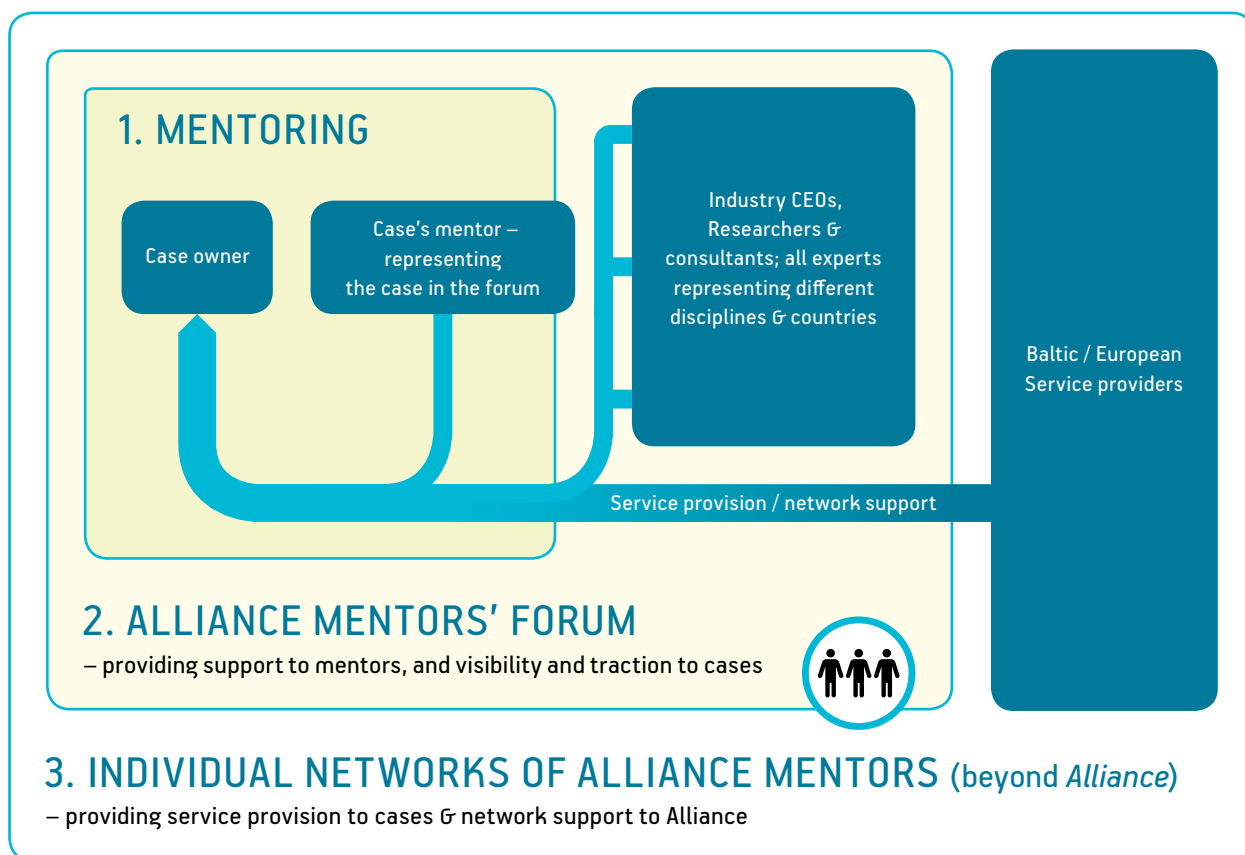 1. MENTORING
Case owner
Case's mentor –
representing
the case in the forum
Industry CEOs,
Researchers &
consultants; all experts
representing different
disciplines & countries
Baltic / European
Service providers
Service provision / network support
2. ALLIANCE MENTORS' FORUM
– providing support to mentors, and visibility and traction to cases
3. INDIVIDUAL NETWORKS OF ALLIANCE MENTORS (beyond Alliance)
– providing service provision to cases & network support to Alliance